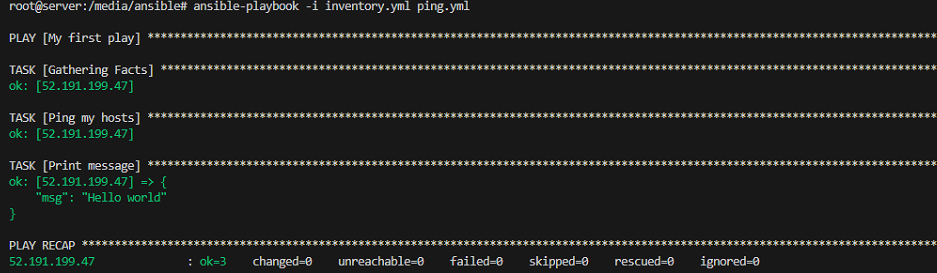 root@server:/media/ansible# ansible-playbook -i inventory.yml ping.yml
PLAY [My first play] ************************************************************************************************************************
TASK [Gathering Facts] **********************************************************************************************************************
ok: [52.191.199.47]
TASK [Ping my hosts] ************************************************************************************************************************
ok: [52.191.199.47]
TASK [Print message] ************************************************************************************************************************
ok: [52.191.199.47] => {
    "msg": "Hello world"
}
PLAY RECAP **********************************************************************************************************************************
52.191.199.47              : ok=3    changed=0    unreachable=0    failed=0    skipped=0    rescued=0    ignored=0